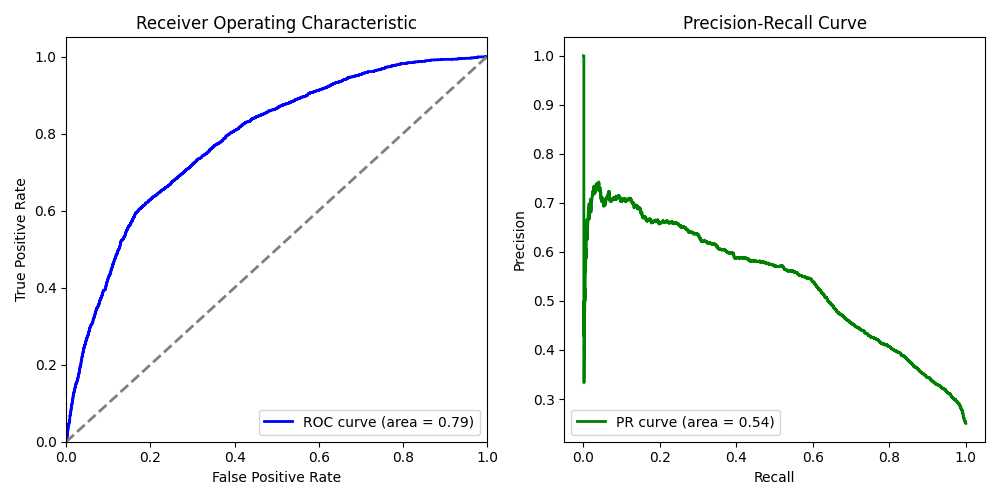 Receiver Operating Characteristic
True Positive Rate
1.0
0.8
0.6
0.4
0.2
0.0
0.0 0.2 0.4 0.6 0.8 1.0
False Positive Rate
ROC curve (area = 0.79)
Precision-Recall Curve
Precision
1.0
0.9
0.8
0.7
0.6
0.5
0.4
0.3
0.0 0.2 0.4 0.6 0.8 1.0
Recall
PR curve (area = 0.54)